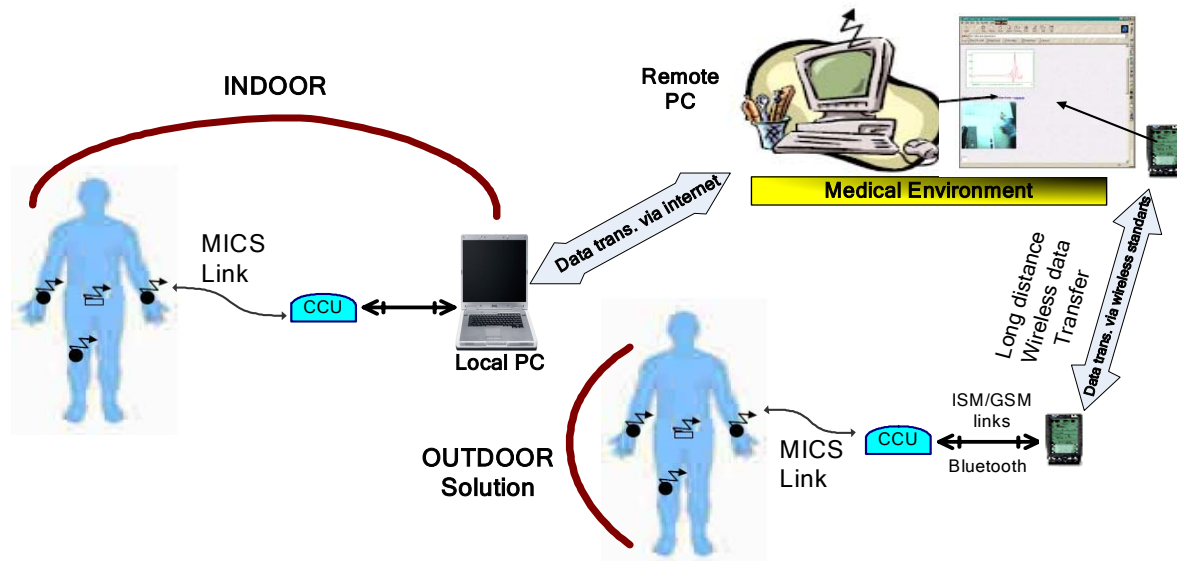 INDOOR
Remote
PC
Medical Environment
MICS
Link
CCU
Local PC
Data trans. via internet
Long distance
Wireless data
Transfer
Data trans. via wireless standarts
OUTDOOR
Solution
MICS
Link
CCU
ISM/GSM
links
Bluetooth